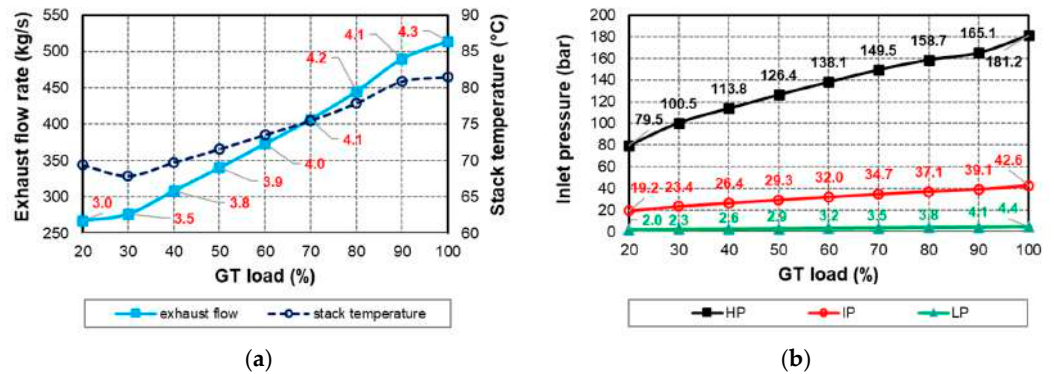 Exhaust flow rate (kg/s)
550
500
450
400
350
300
250
3.0
3.5
3.8
3.9
4.0
4.1
4.2
4.1
4.3
90
85
80
75
70
65
60
Stack temperature (°C)
20 30 40 50 60 70 80 90 100
GT load (%)
exhaust flow stack temperature
(a)
Inlet pressure (bar)
200
180
160
140
120
100
80
60
40
20
0
79.5 100.5 113.8 126.4 138.1 149.5 158.7 165.1 181.2
19.2 23.4 26.4 29.3 32.0 34.7 37.1 39.1 42.6
2.0 2.3 2.6 2.9 3.2 3.5 3.8 4.1 4.4
20 30 40 50 60 70 80 90 100
GT load (%)
HP IP LP
(b)